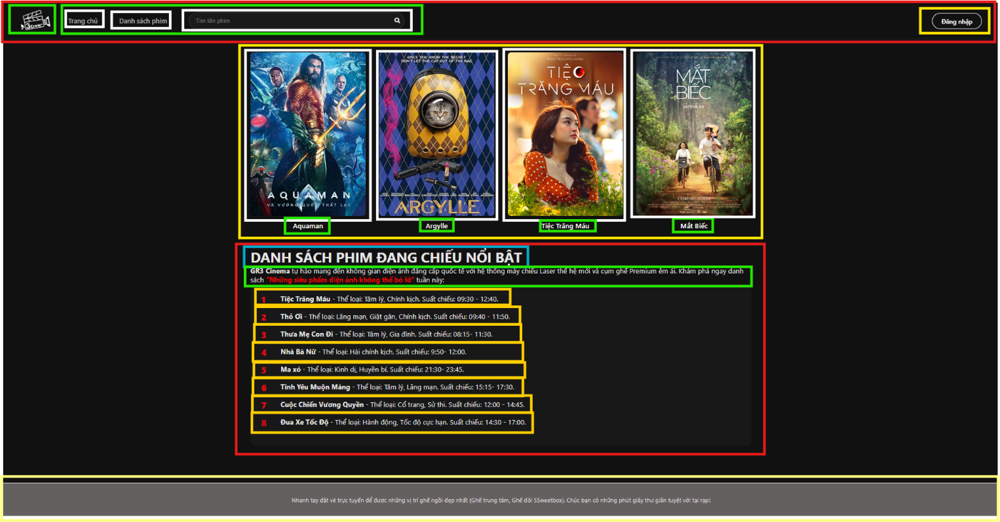 3Crew
Trang chủ
Danh sách phim
Tìm tên phim
Đăng nhập
ONCE YOU KNOW THE SECRET
DON'T LET THE CAT OUT OF THE BAG
TIỆC
TRĂNG MÁU
MẮT
BIẾC
VICTOR VŨ
AQUAMAN
VÀ VƯƠNG QUỐC THẤT LẠC
ARGYLLE
COMING SOON
Aquaman
Argylle
Tiệc Trăng Máu
Mắt Biếc
DANH SÁCH PHIM ĐANG CHIẾU NỔI BẬT
GR3 Cinema tự hào mang đến không gian điện ảnh đẳng cấp quốc tế với hệ thống máy chiếu Laser thế hệ mới và cụm ghế Premium êm ái. Khám phá ngay danh
sách "Những siêu phẩm điện ảnh không thể bỏ lỡ" tuần này:
1 Tiệc Trăng Máu - Thể loại: Tâm lý, Chính kịch. Suất chiếu: 09:30 - 12:40.
2 Thỏ Ơi - Thể loại: Lãng mạn, Giật gân, Chính kịch. Suất chiếu: 09:40 - 11:50.
3 Thưa Mẹ Con Đi - Thể loại: Tâm lý, Gia đình. Suất chiếu: 08:15- 11:30.
4 Nhà Bà Nữ - Thể loại: Hài chính kịch. Suất chiếu: 9:50- 12:00.
5 Ma xó - Thể loại: Kinh dị, Huyền bí. Suất chiếu: 21:30 - 23:45.
6 Tình Yêu Muộn Màng - Thể loại: Tâm lý, Lãng mạn. Suất chiếu: 15:15- 17:30.
7 Cuộc Chiến Vương Quyền - Thể loại: Cổ trang, Sử thi. Suất chiếu: 12:00 - 14:45.
8 Đua Xe Tốc Độ - Thể loại: Hành động, Tốc độ cực hạn. Suất chiếu: 14:30 - 17:00.
Nhanh tay đặt vé trực tuyến để được những vị trí ghế ngồi đẹp nhất (Ghế trung tâm, Ghế đôi SSweetbox). Chúc bạn có những phút giây thư giãn tuyệt vời tại rạp!